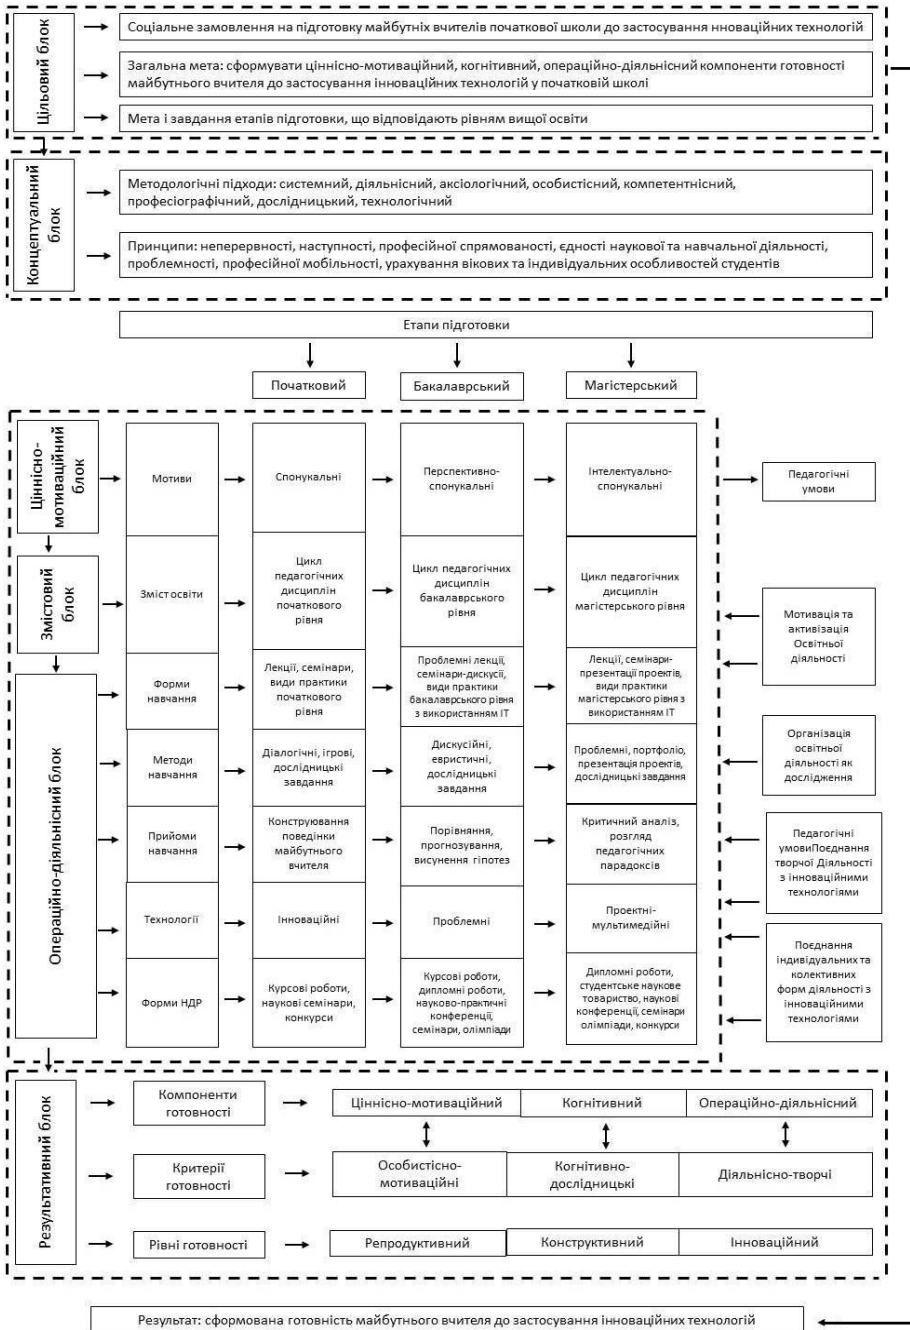 Цільовий блок
Соціальне замовлення на підготовку майбутніх вчителів початкової школи до застосування нноваційних технологій
Загальна мета: сформувати ціннісно-мотиваційний, когнітивний, операційно-діяльнісний компоненти готовності
майбутнього вчителя до застосування інноваційних технологій у початковій школі
Мета і завдання етапів підготовки, що відповідають рівням вищої освіти
Концептуальний
блок
Методологічні підходи: системний, діяльнісний, аксіологічний, особистісний, компетентнісний,
професіографічний, дослідницький, технологічний
Принципи: неперервності, наступності, професійної спрямованості, єдності наукової та навчальної діяльності,
проблемності, професійної мобільності, урахування вікових та індивідуальних особливостей студентів
Етапи підготовки
Початковий
Бакалаврський
Магістерський
Ціннісно-
мотиваційний
блок
Мотиви
Спонукальні
Перспективно-
спонукальні
Інтелектуально-
спонукальні
Педагогічні
умови
Змістовий
блок
Зміст освіти
Цикл
педагогічних
дисциплін
початкового
рівня
Цикл педагогічних
дисциплін
бакалаврського
рівня
Цикл педагогічних
дисциплін
магістерського рівня
Мотивація та
активізація
Освітньої
діяльності
Операційно-діяльнісний блок
Форми
навчання
Лекції, семінари,
види практики
початкового
рівня
Проблемні лекції,
семінари-дискусії,
види практики
бакалаврського рівня
з використанням ІТ
Лекції, семінари-
презентації проектів,
види практики
магістерського рівня з
використанням ІТ
Методи
навчання
Діалогічні, ігрові,
дослідницькі
завдання
Дискусійні,
евристичні,
дослідницькі
завдання
Проблемні, портфоліо,
презентація проектів,
дослідницькі завдання
Організація
освітньої
діяльності як
дослідження
Прийоми
навчання
Конструювання
поведінки
майбутнього
вчителя
Порівняння,
прогнозування,
висунення гіпотез
Критичний аналіз,
розгляд
педагогічних
парадоксів
Педагогічні
умовиПоєднання
творчої Діяльності
з інноваційними
технологіями
Технології
Інноваційні
Проблемні
Проектні-
мультимедійні
Форми НДР
Курсові роботи,
наукові семінари,
конкурси
Курсові роботи,
дипломні роботи,
науково-практичні
конференції,
семінари, олімпіади
Дипломні роботи,
студентське наукове
товариство, наукові
конференції, семінари
олімпіади, конкурси
Поєднання
індивідуальних та
колективних
форм діяльності з
інноваційними
технологіями
Результативний блок
Компоненти
готовності
Ціннісно-мотиваційний
Когнітивний
Операційно-діяльнісний
Критерії
готовності
Особистісно-
мотиваційні
Когнітивно-
дослідницькі
Діяльнісно-творчі
Рівні готовності
Репродуктивний
Конструктивний
Інноваційний
Результат: сформована готовність майбутнього вчителя до застосування інноваційних технологій